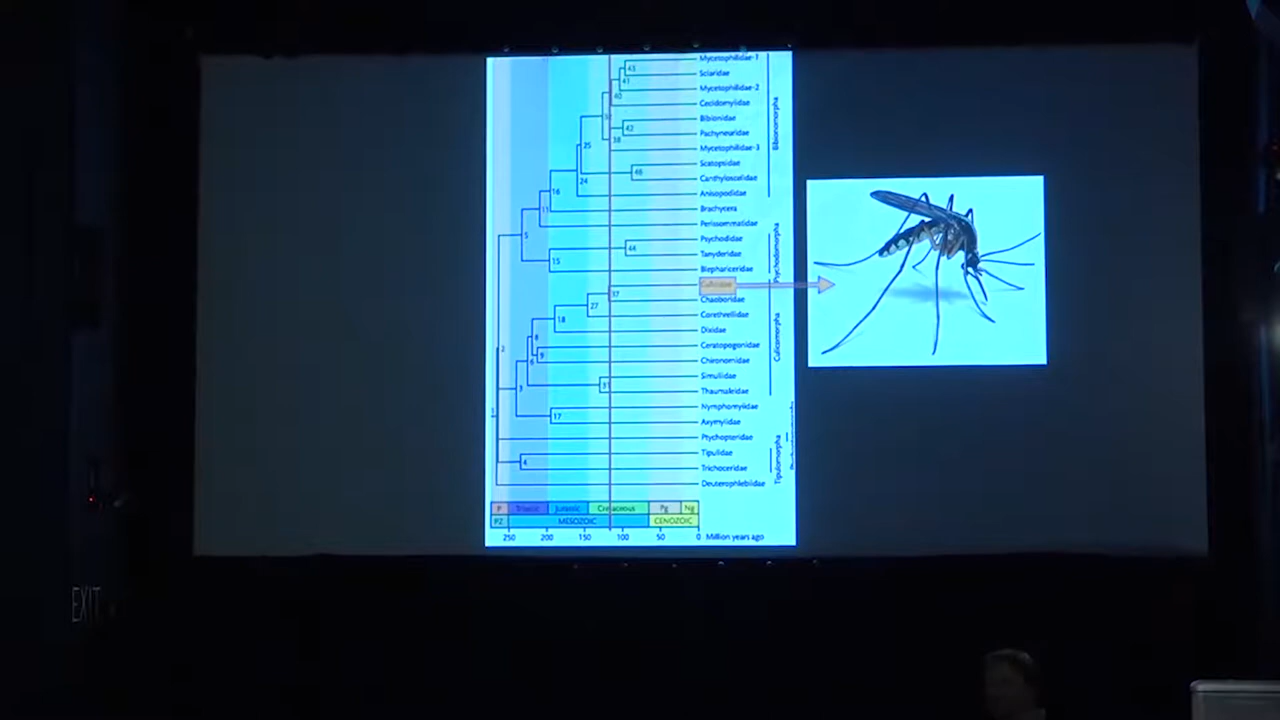 Mycetophilidae-1
43
Sciaridae
41
Mycetophilidae-2
40
Cecidomyiidae
Bibionidae
42
Pachyneuridae
38
Mycetophilidae-3
25
Scatopsidae
46
Canthyloscelidae
24
Anisopodidae
16
Brachycera
11
Perissommatidae
5
Psychodidae
44
Tanyderidae
15
Blephariceridae
Culicidae
37
Chaoboridae
27
Corethrellidae
18
Dixidae
8
Ceratopogonidae
9
6
Chironomidae
2
Simuliidae
31
Thaumaleidae
3
Nymphomyiidae
17
Axymyiidae
1
Ptychopteridae
Tipulidae
4
Trichoceridae
Deuterophlebiidae
Bibionomorpha
Psychodomorpha
Culicomorpha
Tipulomorpha
P Triassic Jurassic Cretaceous Pg Ng
PZ MESOZOIC CENOZOIC
250 200 150 100 50 0 Million years ago
EXIT